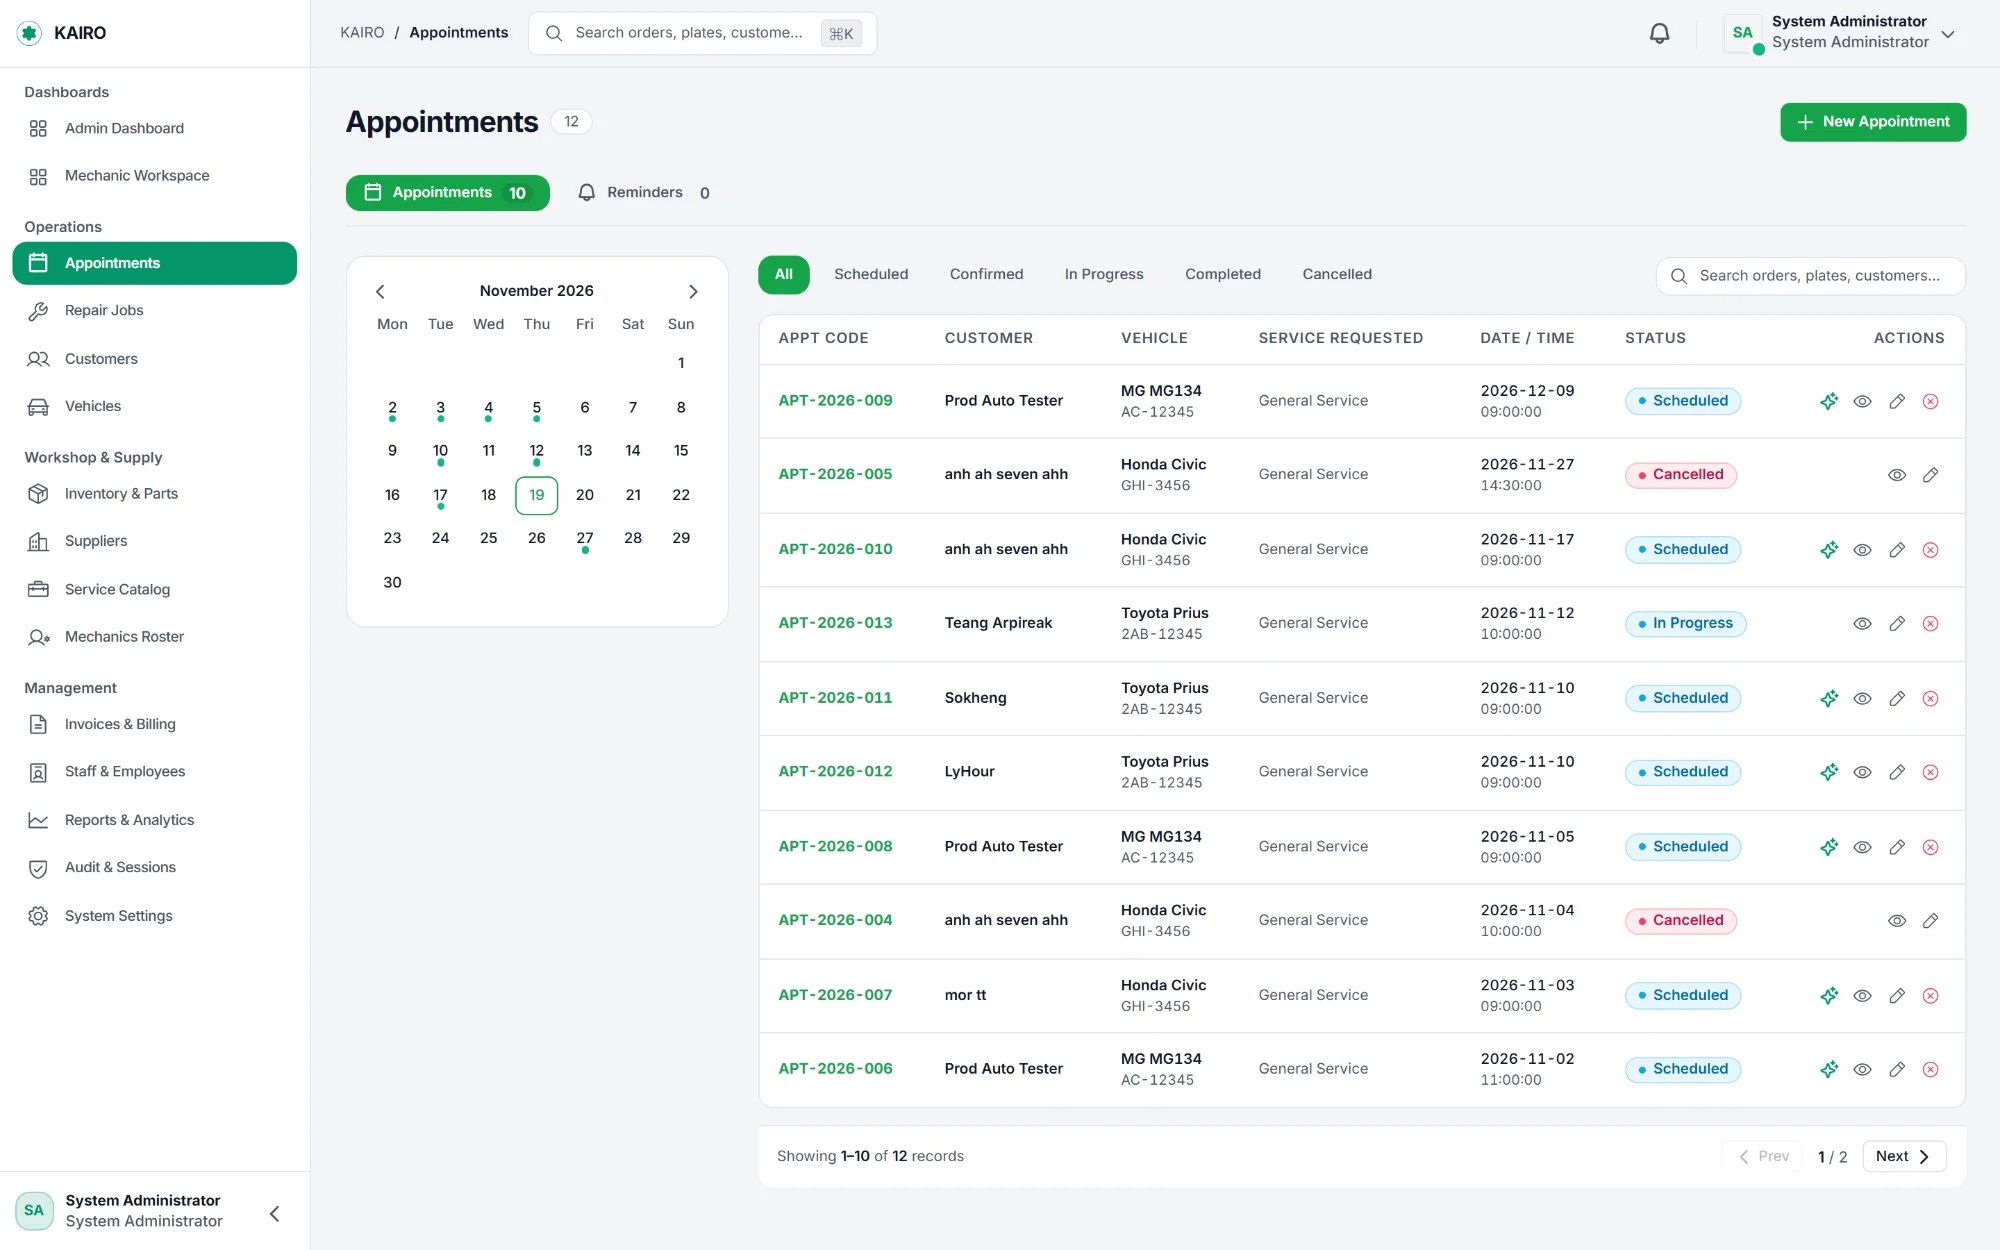 KAIRO
Dashboards
Admin Dashboard
Mechanic Workspace
Operations
Appointments
Repair Jobs
Customers
Vehicles
Workshop & Supply
Inventory & Parts
Suppliers
Service Catalog
Mechanics Roster
Management
Invoices & Billing
Staff & Employees
Reports & Analytics
Audit & Sessions
System Settings
SA
System Administrator
System Administrator
KAIRO / Appointments
Search orders, plates, custome... ⌘K
SA
System Administrator
System Administrator
Appointments 12
New Appointment
Appointments 10
Reminders 0
November 2026
Mon Tue Wed Thu Fri Sat Sun
1
2 3 4 5 6 7 8
9 10 11 12 13 14 15
16 17 18 19 20 21 22
23 24 25 26 27 28 29
30
All Scheduled Confirmed In Progress Completed Cancelled
Search orders, plates, customers...
APPT CODE CUSTOMER VEHICLE SERVICE REQUESTED DATE / TIME STATUS ACTIONS
APT-2026-009 Prod Auto Tester MG MG134 General Service 2026-12-09 Scheduled
AC-12345 09:00:00
APT-2026-005 anh ah seven ahh Honda Civic General Service 2026-11-27 Cancelled
GHI-3456 14:30:00
APT-2026-010 anh ah seven ahh Honda Civic General Service 2026-11-17 Scheduled
GHI-3456 09:00:00
APT-2026-013 Teang Arpireak Toyota Prius General Service 2026-11-12 In Progress
2AB-12345 10:00:00
APT-2026-011 Sokheng Toyota Prius General Service 2026-11-10 Scheduled
2AB-12345 09:00:00
APT-2026-012 LyHour Toyota Prius General Service 2026-11-10 Scheduled
2AB-12345 09:00:00
APT-2026-008 Prod Auto Tester MG MG134 General Service 2026-11-05 Scheduled
AC-12345 09:00:00
APT-2026-004 anh ah seven ahh Honda Civic General Service 2026-11-04 Cancelled
GHI-3456 10:00:00
APT-2026-007 mor tt Honda Civic General Service 2026-11-03 Scheduled
GHI-3456 09:00:00
APT-2026-006 Prod Auto Tester MG MG134 General Service 2026-11-02 Scheduled
AC-12345 11:00:00
Showing 1–10 of 12 records
Prev 1 / 2 Next